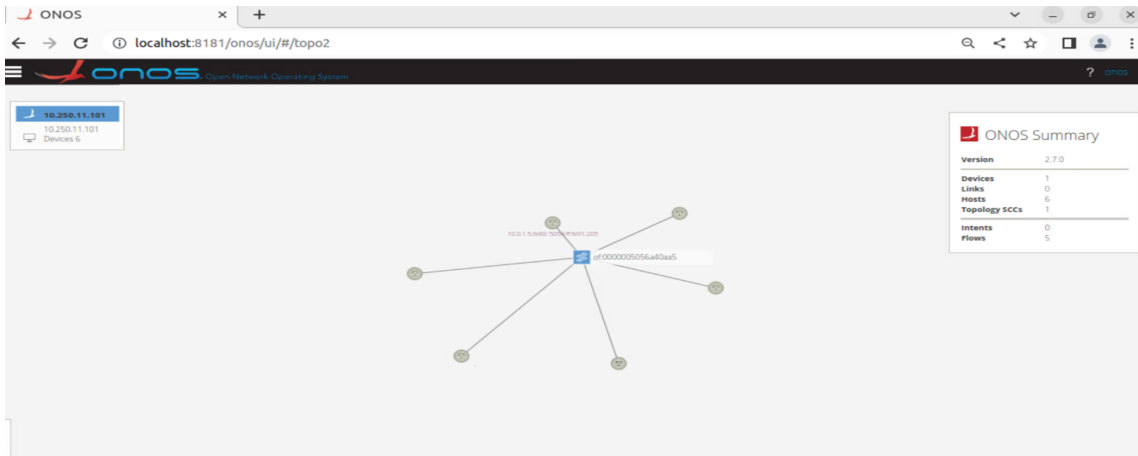 ONOS
localhost:8181/onos/ui/#/topo2
onos. Open Network Operating System
? onos
10.250.11.101
10.250.11.101
Devices 6
ONOS Summary
Version 2.7.0
Devices 1
Links 0
Hosts 6
Topology SCCs 1
Intents 0
Flows 5
of:0000005056a40aa5